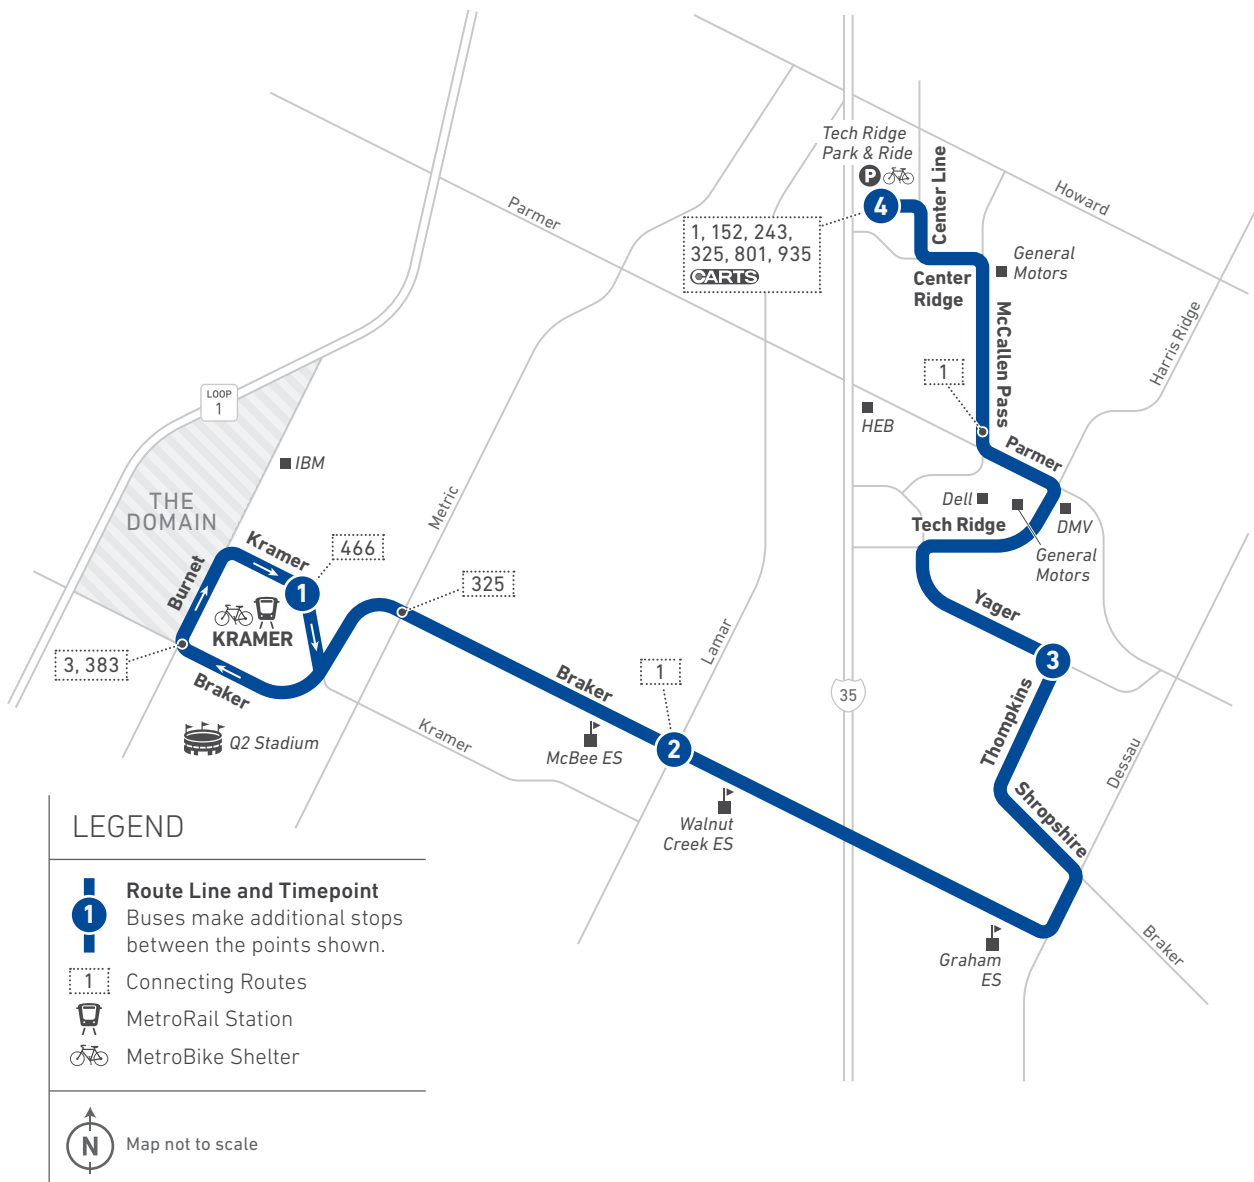 Tech Ridge
Park & Ride
P
4
Center Line
Howard
Parmer
1, 152, 243,
325, 801, 935
CARTS
General
Motors
Center
Ridge
McCallen Pass
Harris Ridge
LOOP
1
1
HEB
Parmer
IBM
THE
DOMAIN
Metric
Dell
DMV
Tech Ridge
General
Motors
Kramer
466
Burnet
1
325
KRAMER
Yager
3, 383
Braker
Lamar
1
3
35
Braker
Thompkins
Q2 Stadium
Kramer
McBee ES
2
Dessau
Shropshire
Walnut
Creek ES
Graham
ES
Braker
LEGEND
Route Line and Timepoint
1
Buses make additional stops
between the points shown.
1
Connecting Routes
MetroRail Station
MetroBike Shelter
N
Map not to scale